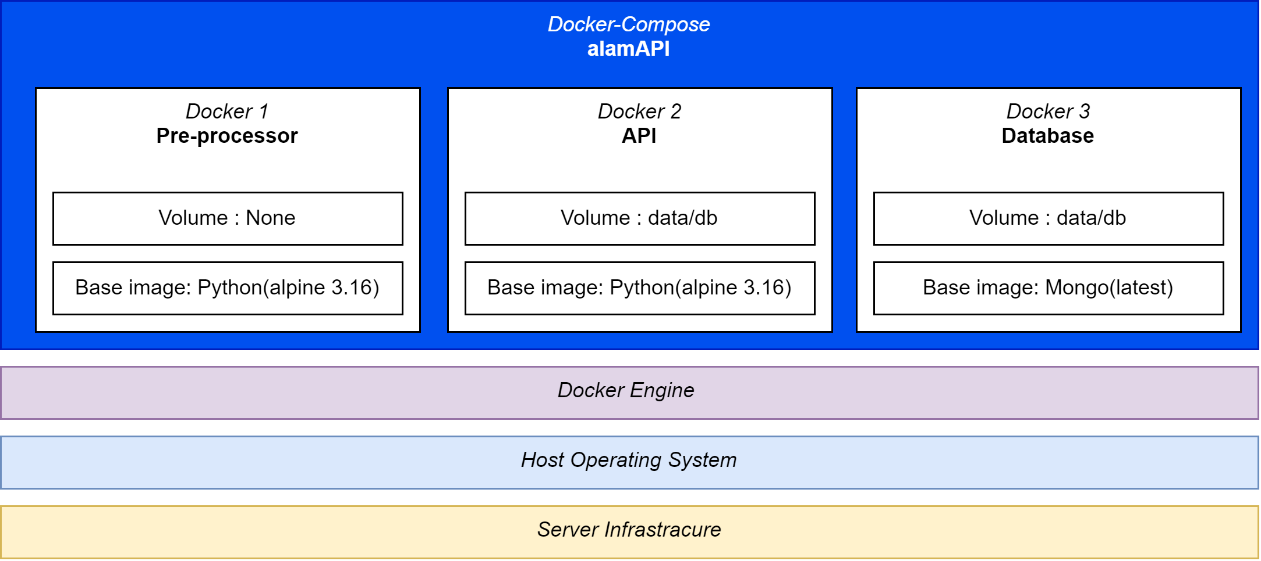 Docker-Compose
alamAPI
Docker 1
Pre-processor
Volume : None
Base image: Python(alpine 3.16)
Docker 2
API
Volume : data/db
Base image: Python(alpine 3.16)
Docker 3
Database
Volume : data/db
Base image: Mongo(latest)
Docker Engine
Host Operating System
Server Infrastracure